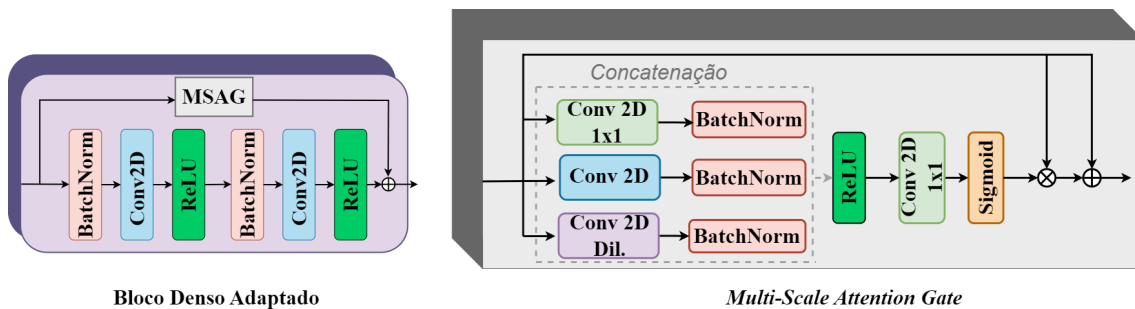 MSAG
BatchNorm
Conv2D
ReLU
BatchNorm
Conv2D
ReLU
Bloco Denso Adaptado
Concatenação
Conv 2D
1x1
BatchNorm
Conv 2D
BatchNorm
Conv 2D
Dil.
BatchNorm
ReLU
Conv 2D
1x1
Sigmoid
Multi-Scale Attention Gate